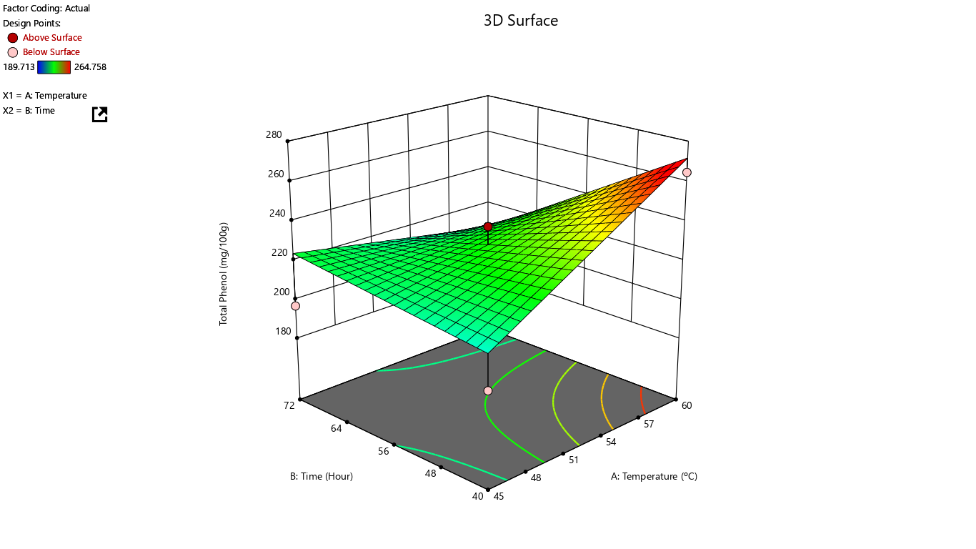 Factor Coding: Actual
3D Surface
Design Points:
Above Surface
Below Surface
189.713 264.758
X1 = A: Temperature
X2 = B: Time
280
260
240
220
200
180
Total Phenol (mg/100g)
72
64
56
48
40
45
48
51
54
57
60
B: Time (Hour)
A: Temperature (ºC)